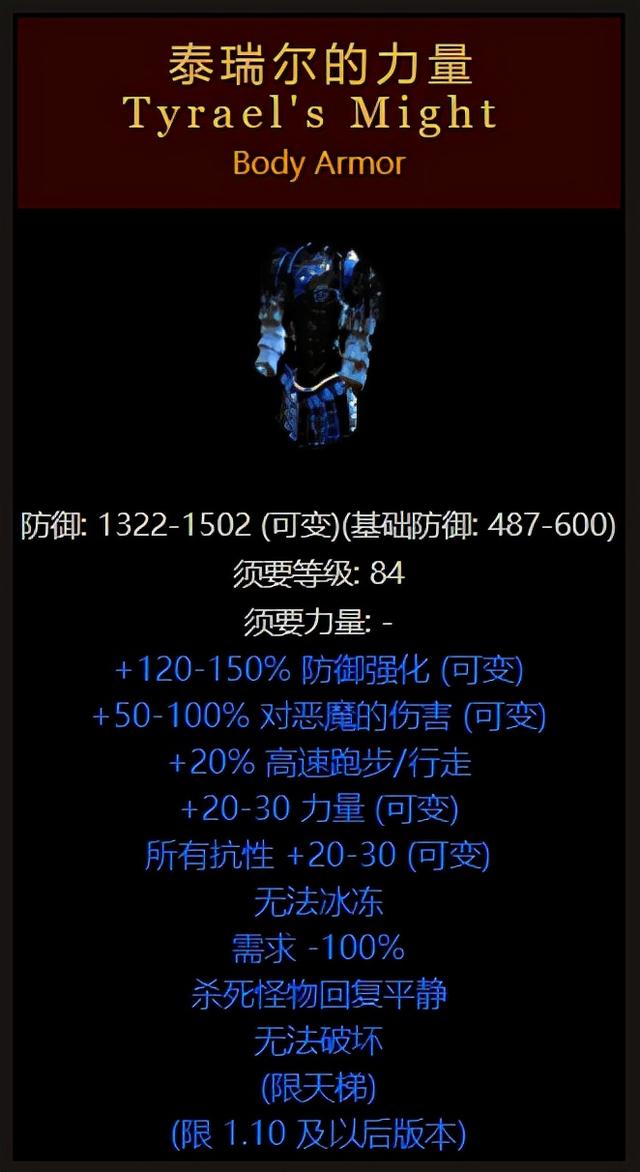 泰瑞尔的力量
Tyrael's Might
Body Armor
防御: 1322-1502 (可变)(基础防御: 487-600)
须要等级: 84
须要力量: -
+120-150% 防御强化 (可变)
+50-100% 对恶魔的伤害 (可变)
+20% 高速跑步/行走
+20-30 力量 (可变)
所有抗性 +20-30 (可变)
无法冰冻
需求 -100%
杀死怪物回复平静
无法破坏
(限天梯)
(限 1.10 及以后版本)